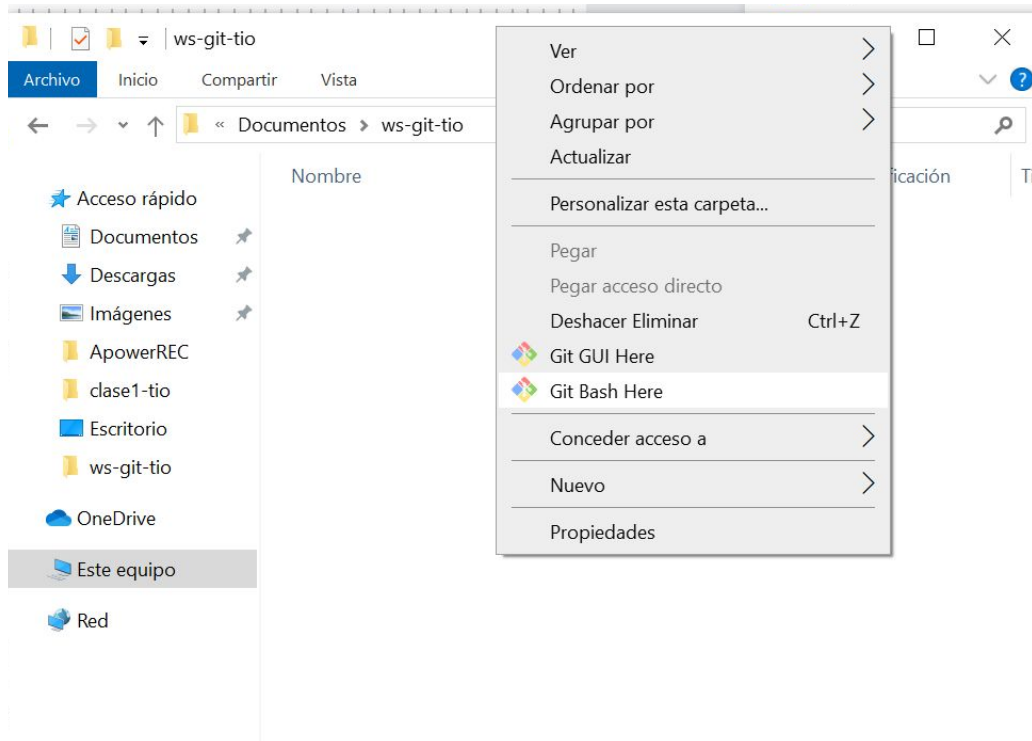 ws-git-tio
Archivo Inicio Compartir Vista
« Documentos > ws-git-tio
Nombre
Acceso rápido
Documentos
Descargas
Imágenes
ApowerREC
clase1-tio
Escritorio
ws-git-tio
OneDrive
Este equipo
Red
Ver
Ordenar por
Agrupar por
Actualizar
Personalizar esta carpeta...
Pegar
Pegar acceso directo
Deshacer Eliminar Ctrl+Z
Git GUI Here
Git Bash Here
Conceder acceso a
Nuevo
Propiedades